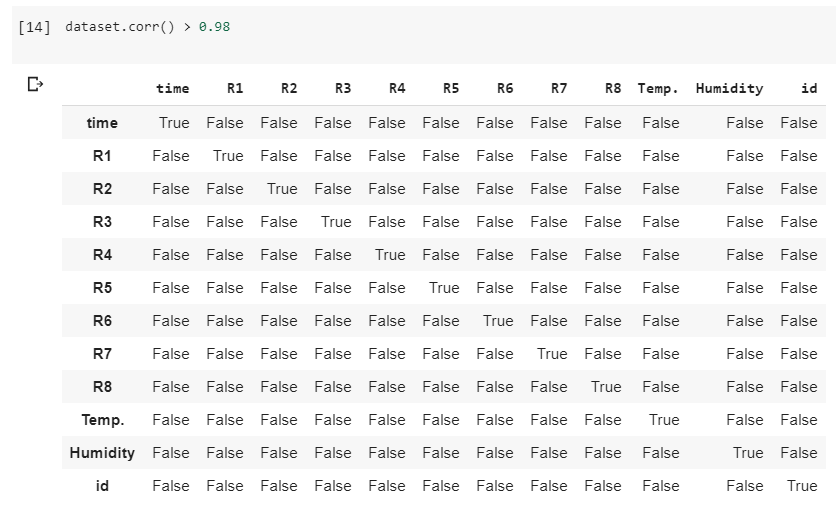 [14] dataset.corr() > 0.98
time R1 R2 R3 R4 R5 R6 R7 R8 Temp. Humidity id
time True False False False False False False False False False False False
R1 False True False False False False False False False False False False
R2 False False True False False False False False False False False False
R3 False False False True False False False False False False False False
R4 False False False False True False False False False False False False
R5 False False False False False True False False False False False False
R6 False False False False False False True False False False False False
R7 False False False False False False False True False False False False
R8 False False False False False False False False True False False False
Temp. False False False False False False False False False True False False
Humidity False False False False False False False False False False True False
id False False False False False False False False False False False True